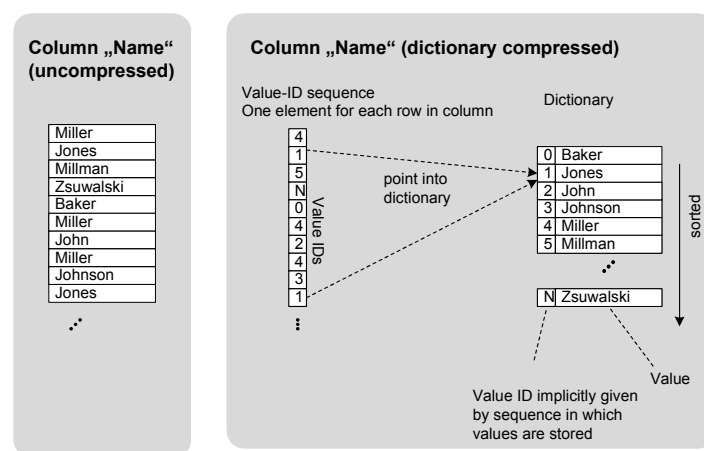 Column „Name“
(uncompressed)
Miller
Jones
Millman
Zsuwalski
Baker
Miller
John
Miller
Johnson
Jones
Column „Name“ (dictionary compressed)
Value-ID sequence
One element for each row in column
4
1
5
N
0
4
2
4
3
1
Value IDs
point into
dictionary
Dictionary
0 Baker
1 Jones
2 John
3 Johnson
4 Miller
5 Millman
N Zsuwalski
sorted
Value ID implicitly given
by sequence in which
values are stored
Value